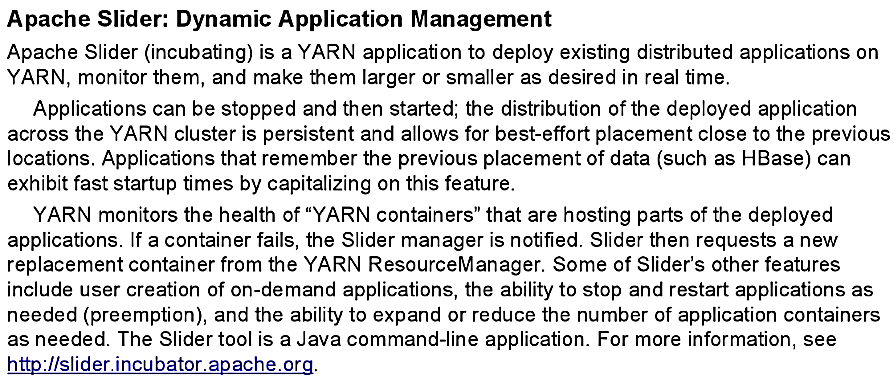 Apache Slider: Dynamic Application Management
Apache Slider (incubating) is a YARN application to deploy existing distributed applications on
YARN, monitor them, and make them larger or smaller as desired in real time.
Applications can be stopped and then started; the distribution of the deployed application
across the YARN cluster is persistent and allows for best-effort placement close to the previous
locations. Applications that remember the previous placement of data (such as HBase) can
exhibit fast startup times by capitalizing on this feature.
YARN monitors the health of “YARN containers” that are hosting parts of the deployed
applications. If a container fails, the Slider manager is notified. Slider then requests a new
replacement container from the YARN ResourceManager. Some of Slider’s other features
include user creation of on-demand applications, the ability to stop and restart applications as
needed (preemption), and the ability to expand or reduce the number of application containers
as needed. The Slider tool is a Java command-line application. For more information, see
http://slider.incubator.apache.org.